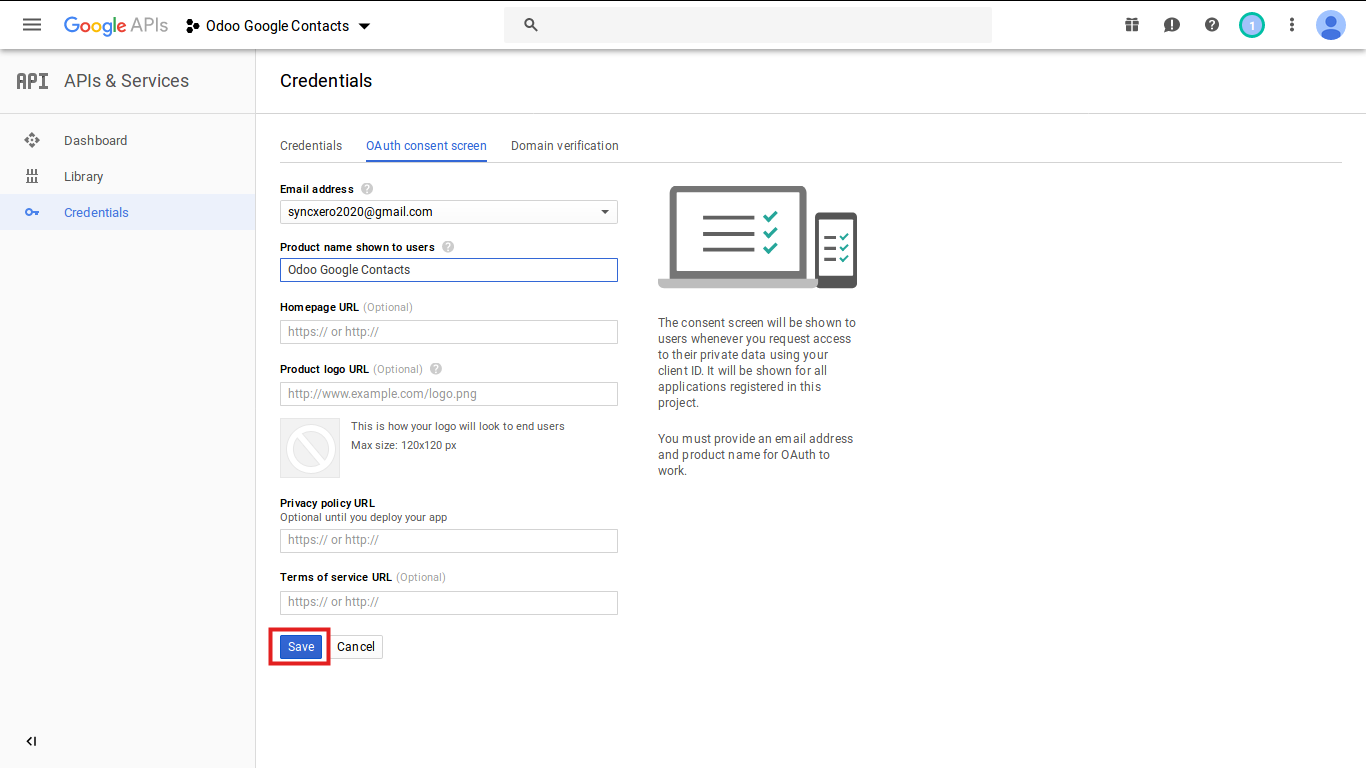 Google APIs
Odoo Google Contacts
1
API
APIs & Services
Credentials
Dashboard
Library
Credentials
Credentials
OAuth consent screen
Domain verification
Email address ?
syncxero2020@gmail.com
Product name shown to users ?
Odoo Google Contacts
Homepage URL (Optional)
https:// or http://
Product logo URL (Optional) ?
http://www.example.com/logo.png
This is how your logo will look to end users
Max size: 120x120 px
Privacy policy URL
Optional until you deploy your app
https:// or http://
Terms of service URL (Optional)
https:// or http://
Save
Cancel
The consent screen will be shown to
users whenever you request access
to their private data using your
client ID. It will be shown for all
applications registered in this
project.
You must provide an email address
and product name for OAuth to
work.